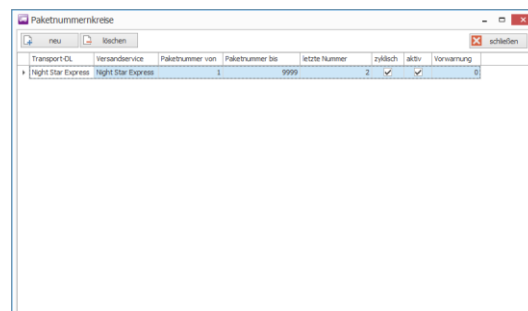 Paketnummernkreise
neu löschen schließen
Transport-DL Versandservice Paketnummer von Paketnummer bis letzte Nummer zyklisch aktiv Vorwarnung
Night Star Express Night Star Express 1 9999 2 0